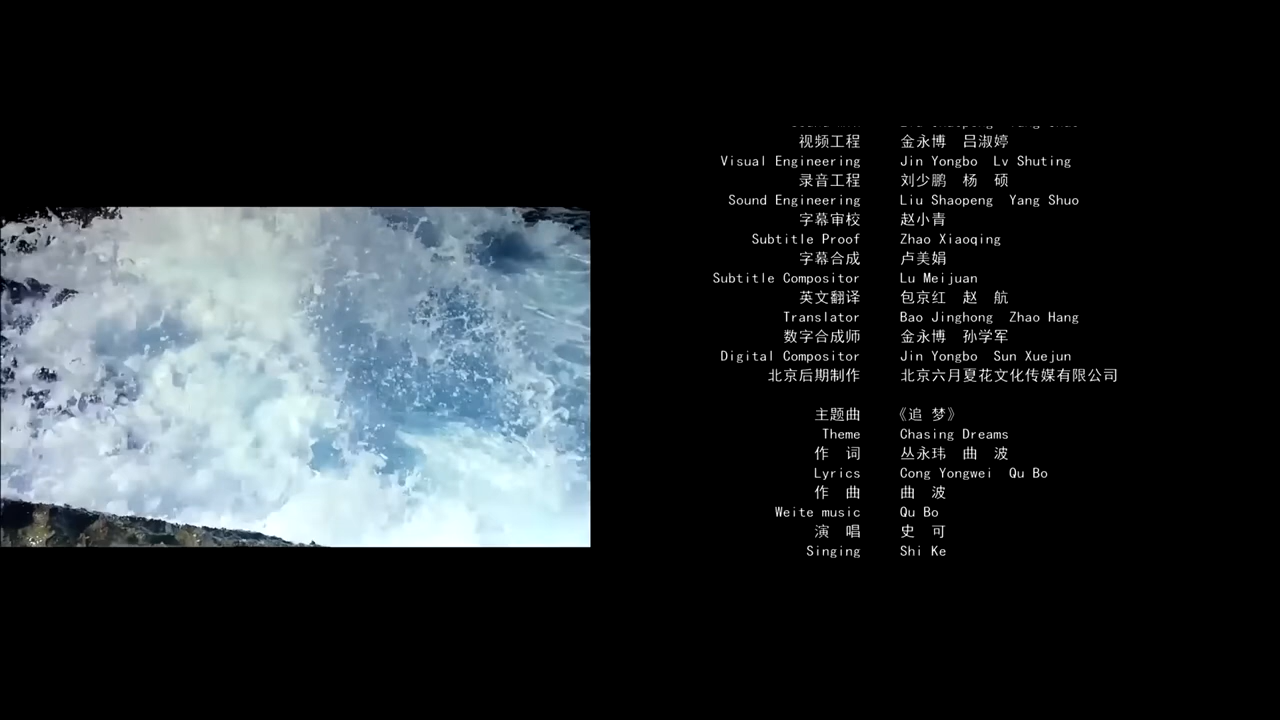 视频工程 金永博 吕淑婷
Visual Engineering Jin Yongbo Lv Shuting
录音工程 刘少鹏 杨 硕
Sound Engineering Liu Shaopeng Yang Shuo
字幕审校 赵小青
Subtitle Proof Zhao Xiaoqing
字幕合成 卢美娟
Subtitle Compositor Lu Meijuan
英文翻译 包京红 赵 航
Translator Bao Jinghong Zhao Hang
数字合成师 金永博 孙学军
Digital Compositor Jin Yongbo Sun Xuejun
北京后期制作 北京六月夏花文化传媒有限公司
主题曲 《追 梦》
Theme Chasing Dreams
作 词 丛永玮 曲 波
Lyrics Cong Yongwei Qu Bo
作 曲 曲 波
Weite music Qu Bo
演 唱 史 可
Singing Shi Ke